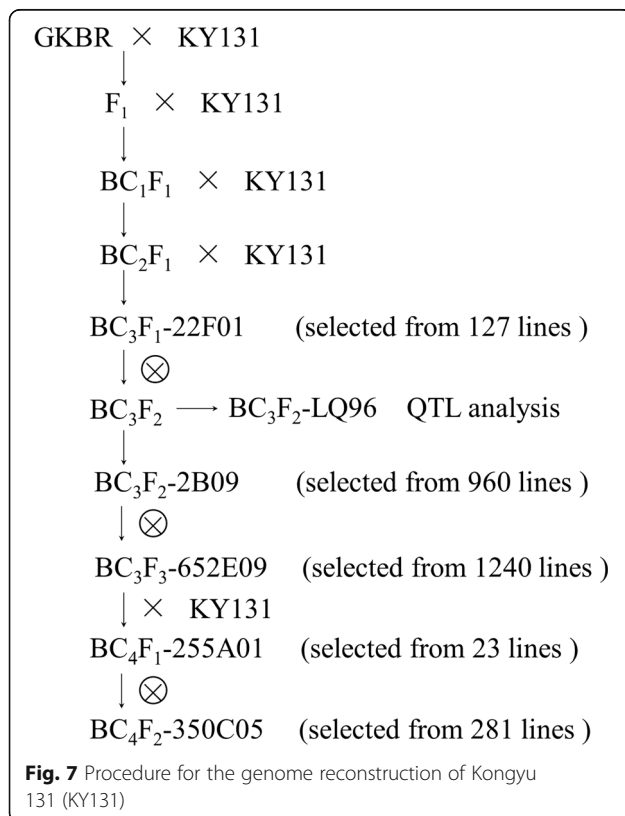 GKBR × KY131
F₁ × KY131
BC₁F₁ × KY131
BC₂F₁ × KY131
BC₃F₁-22F01 (selected from 127 lines )
⊗
BC₃F₂ → BC₃F₂-LQ96 QTL analysis
BC₃F₂-2B09 (selected from 960 lines )
⊗
BC₃F₃-652E09 (selected from 1240 lines )
× KY131
BC₄F₁-255A01 (selected from 23 lines )
⊗
BC₄F₂-350C05 (selected from 281 lines )
Fig. 7 Procedure for the genome reconstruction of Kongyu
131 (KY131)